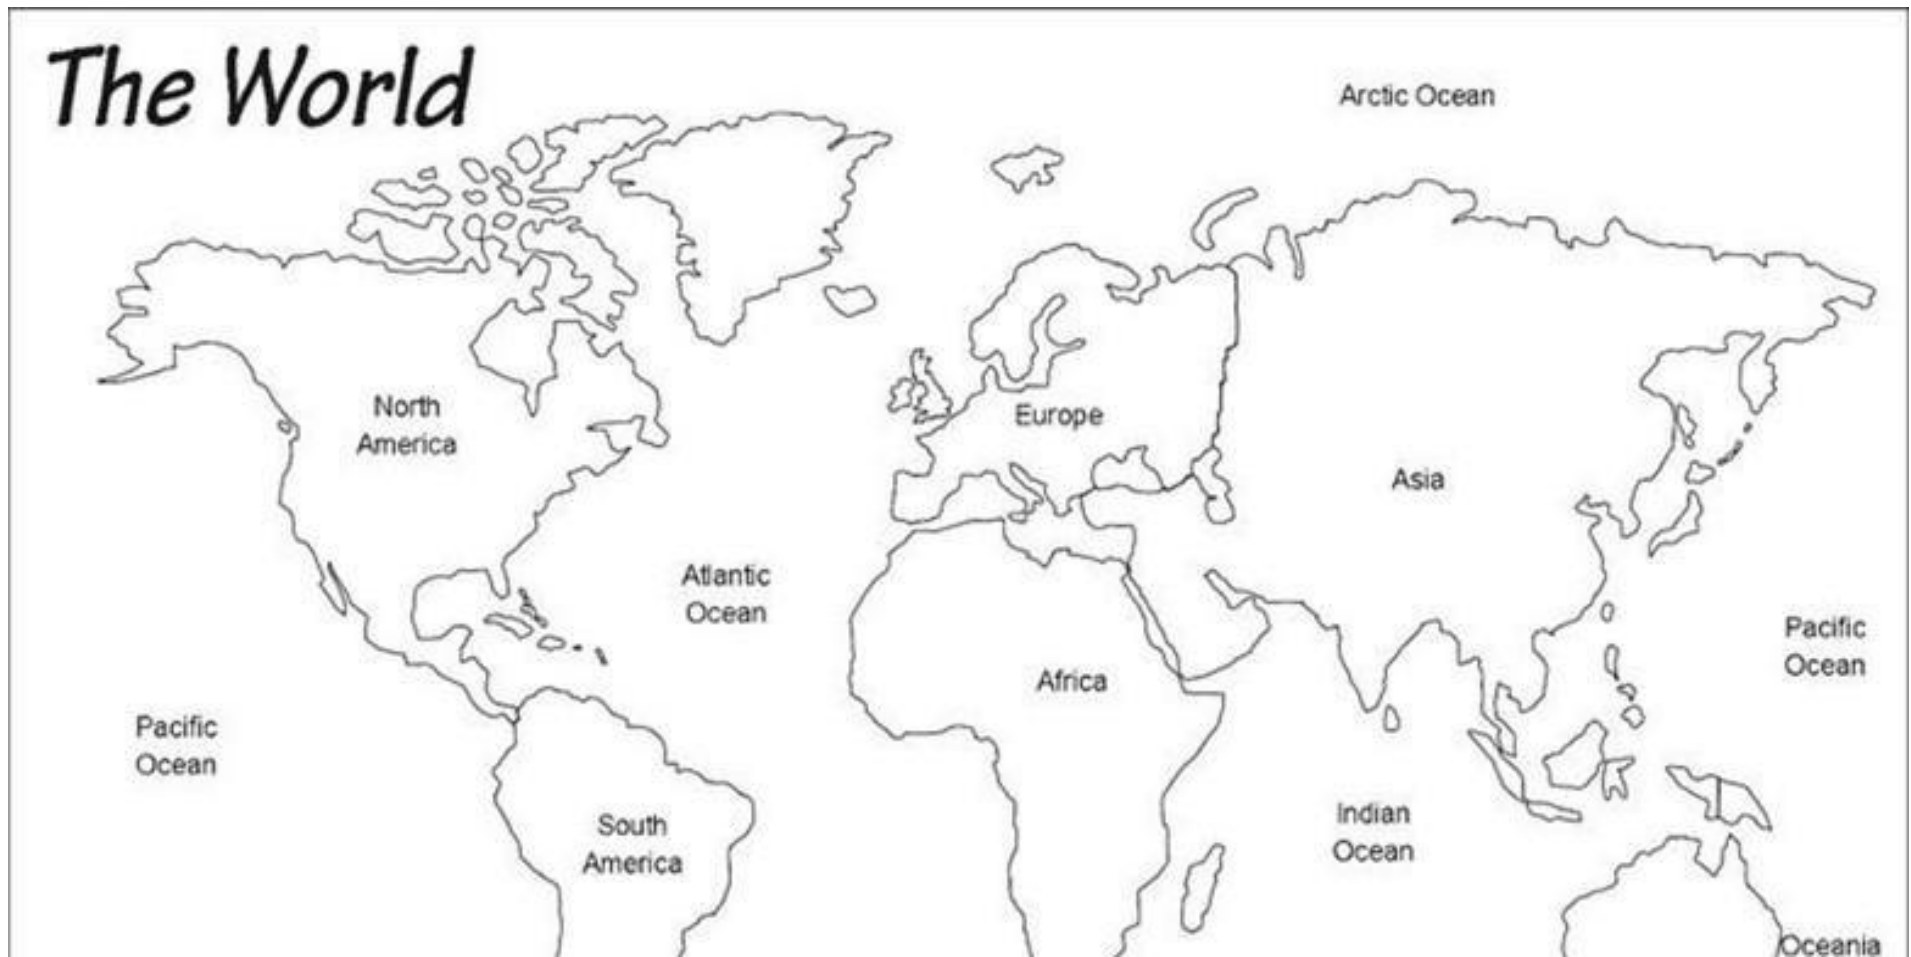 The World
Arctic Ocean
North
America
Europe
Asia
Atlantic
Ocean
Pacific
Ocean
Africa
Pacific
Ocean
South
America
Indian
Ocean
Oceania